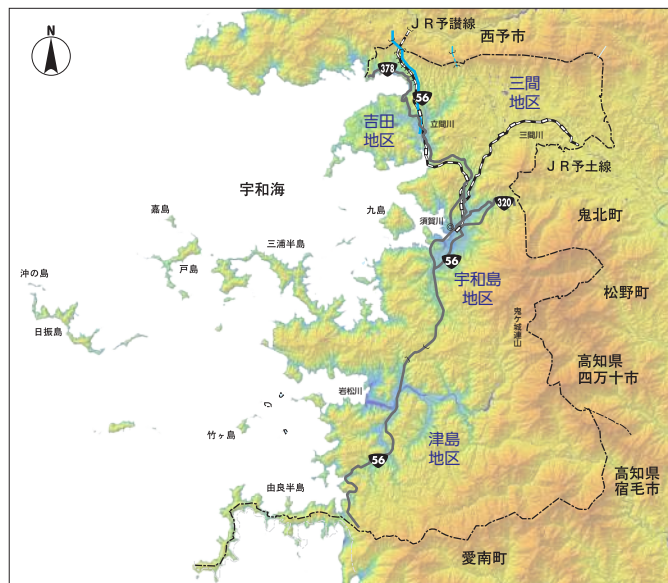 N
JR予讃線
西予市
378
三間
地区
56
吉田
地区
立間川
三間川
JR予土線
宇和海
嘉島
九島
320
鬼北町
須賀川
三浦半島
戸島
56
沖の島
宇和島
地区
松野町
日振島
鬼ケ城連山
高知県
四万十市
岩松川
竹ヶ島
津島
地区
56
高知県
宿毛市
由良半島
愛南町